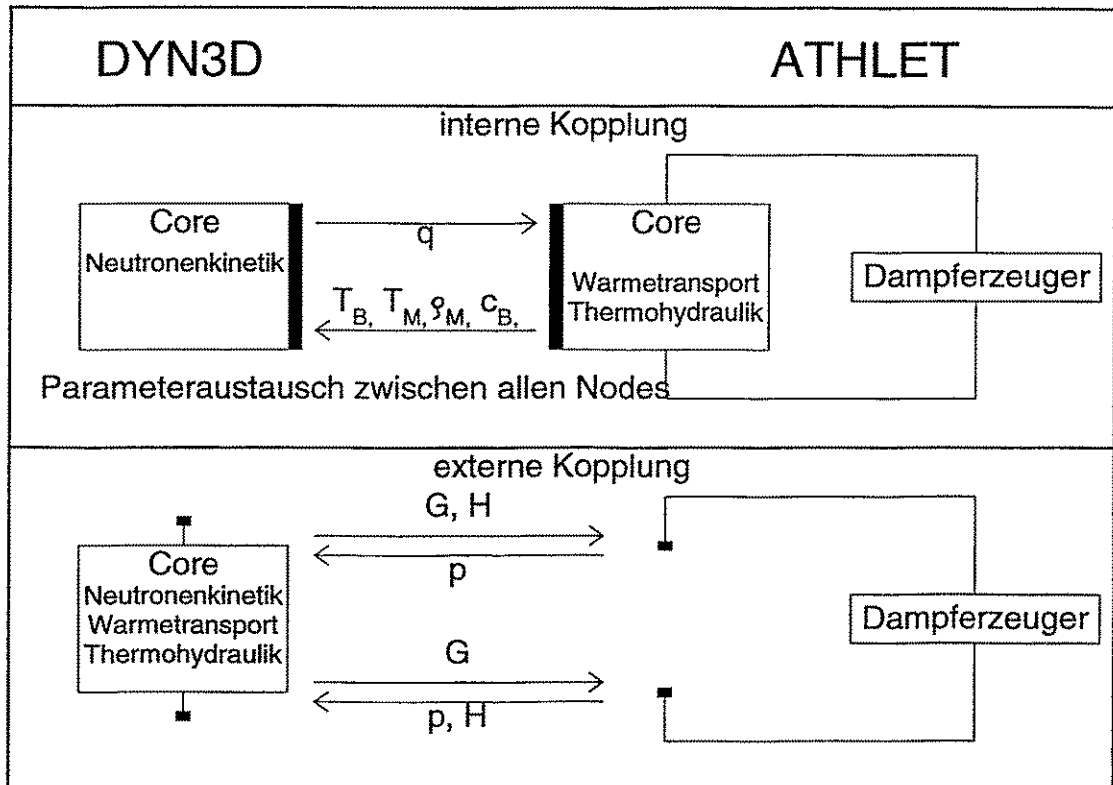 DYN3D ATHLET
interne Kopplung
Core
Neutronenkinetik
q
T_B, T_M, ϱ_M, c_B,
Core
Warmetransport
Thermohydraulik
Dampferzeuger
Parameteraustausch zwischen allen Nodes
externe Kopplung
G, H
p
Core
Neutronenkinetik
Warmetransport
Thermohydraulik
G
p, H
Dampferzeuger